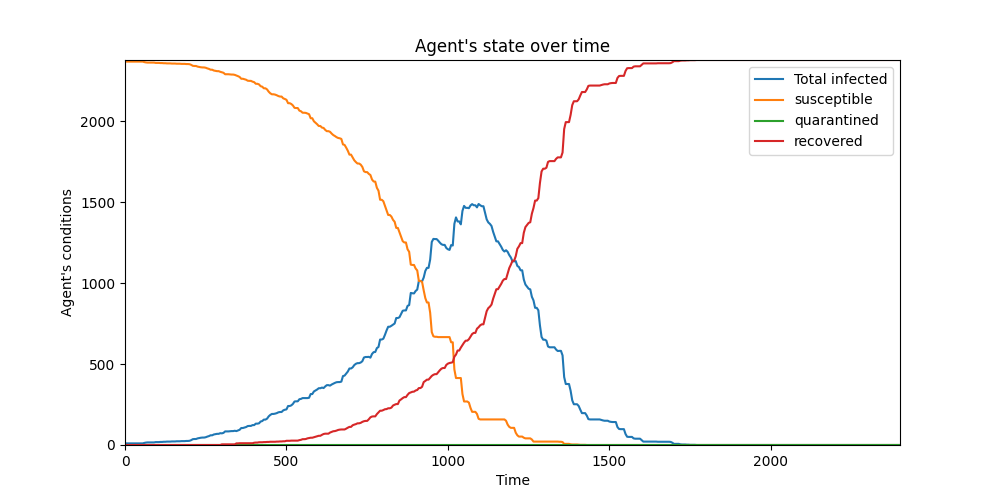 Agent's state over time
Total infected
susceptible
quarantined
recovered
Agent's conditions
2000
1500
1000
500
0
0 500 1000 1500 2000
Time